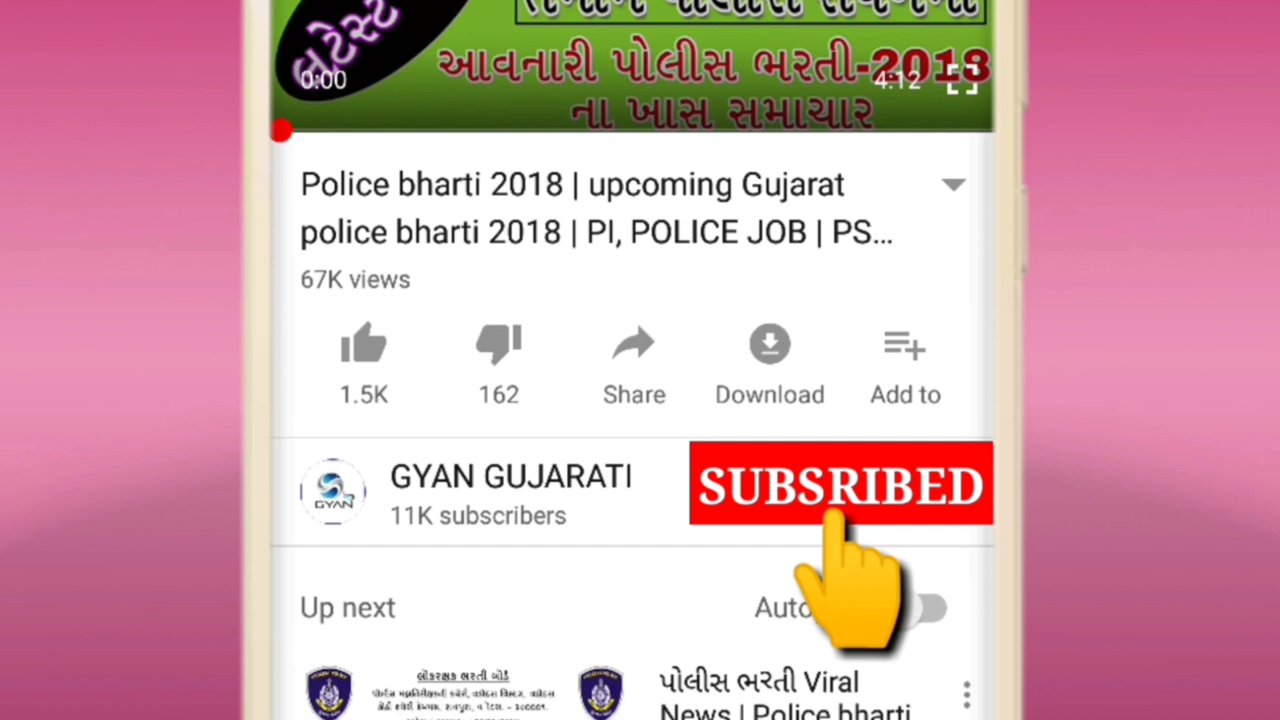 લેટેસ્ટ
આવનારી પોલીસ ભરતી-2018
0:00
4:12
ના ખાસ સમાચાર
Police bharti 2018 | upcoming Gujarat
police bharti 2018 | PI, POLICE JOB | PS...
67K views
1.5K
162
Share
Download
Add to
GYAN
GYAN GUJARATI
11K subscribers
SUBSRIBED
Up next
Auto
લોકરક્ષક ભરતી બોર્ડ
પોલીસ ભરતી Viral
News | Police bharti